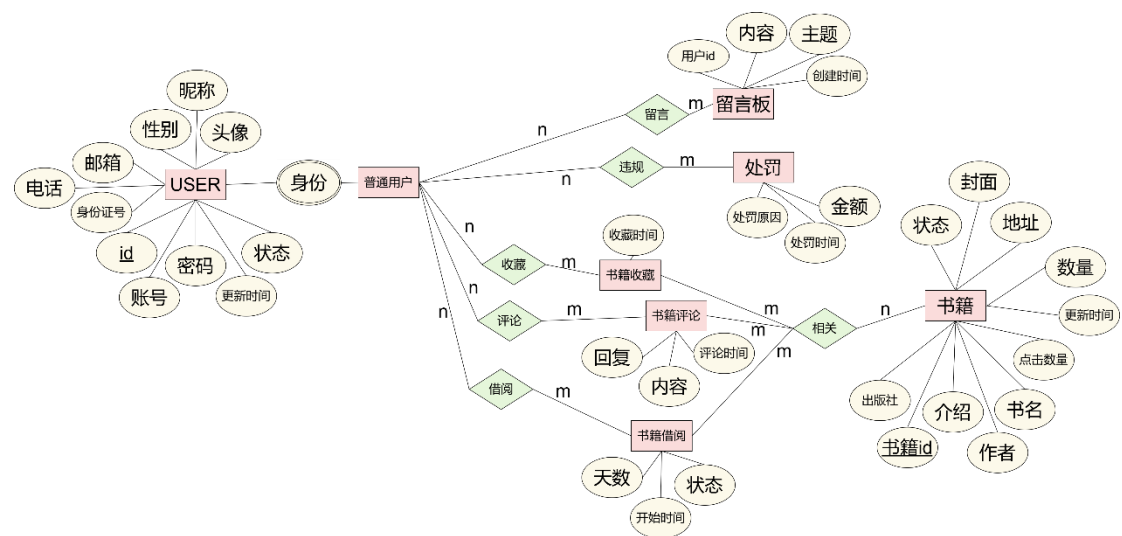 内容
主题
用户id
创建时间
留言板
m
留言
n
昵称
性别
头像
邮箱
电话
USER
身份
普通用户
身份证号
id
密码
状态
账号
更新时间
n
违规
m
处罚
处罚原因
处罚时间
金额
n
收藏
m
收藏时间
书籍收藏
m
n
评论
m
书籍评论
m
回复
内容
评论时间
n
借阅
m
书籍借阅
m
天数
开始时间
状态
相关
n
书籍
状态
封面
地址
数量
更新时间
点击数量
书名
作者
介绍
书籍id
出版社